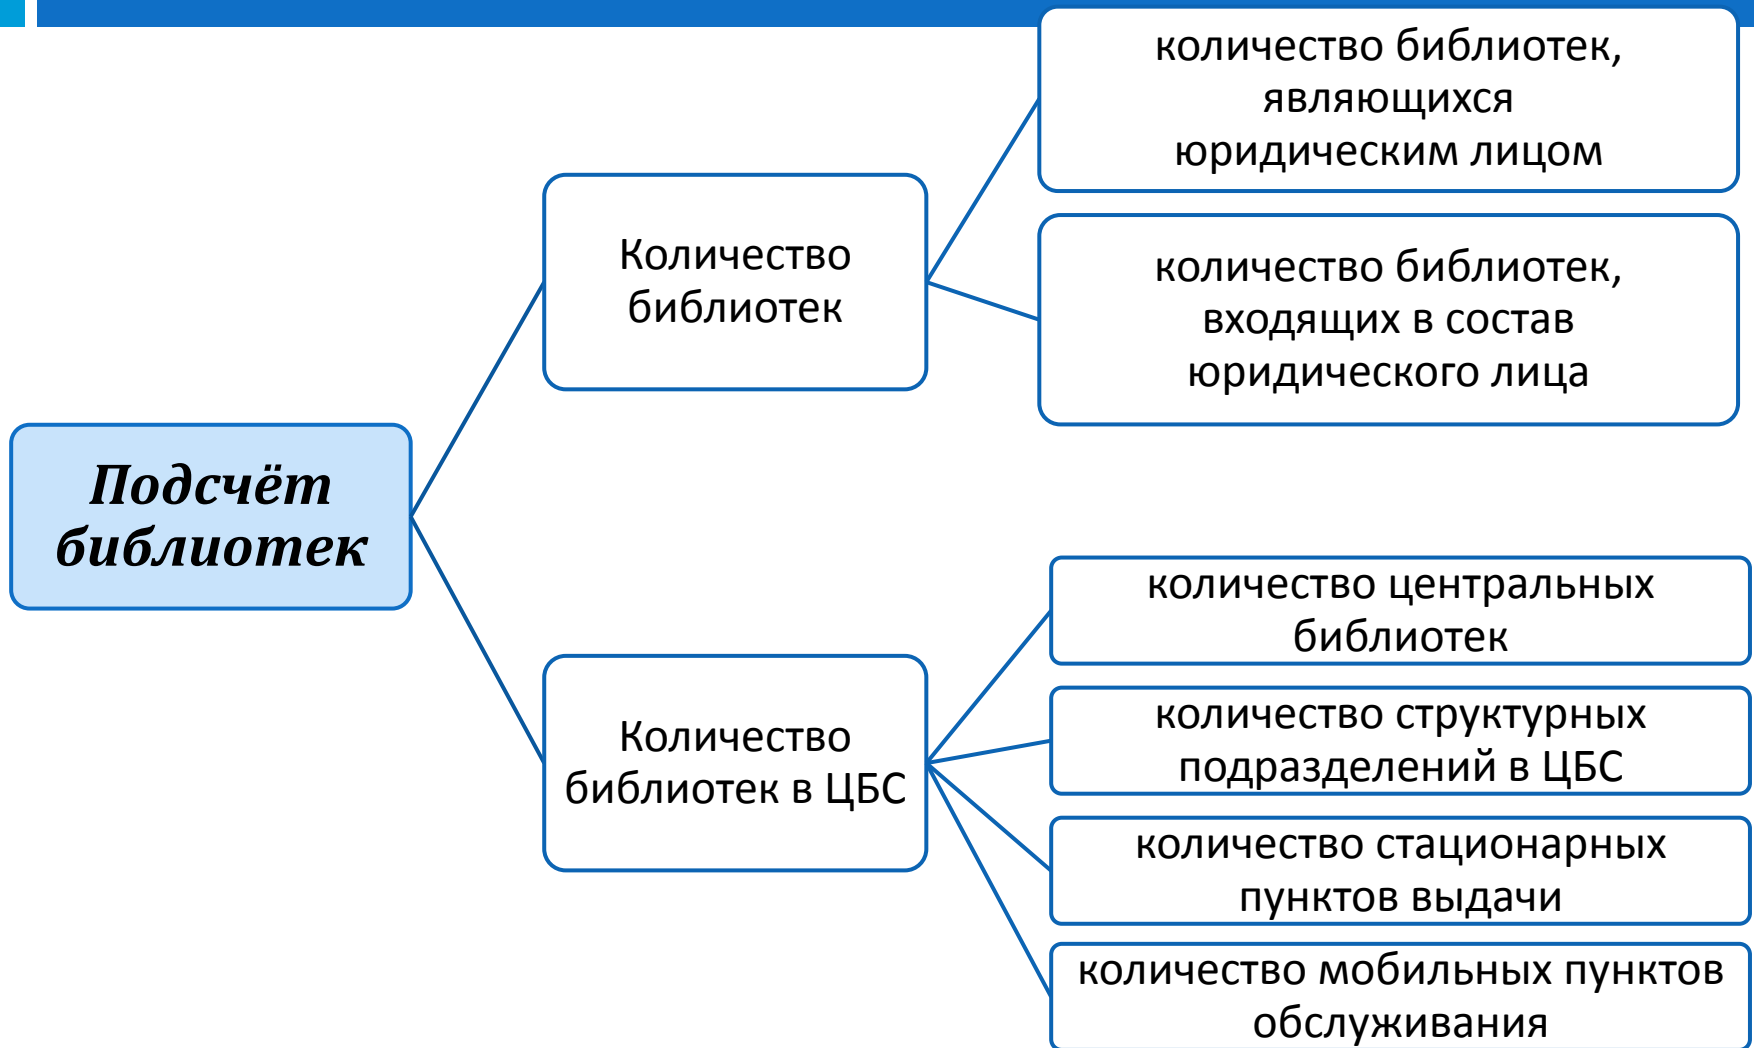 Подсчёт
библиотек
Количество
библиотек
количество библиотек,
являющихся
юридическим лицом
количество библиотек,
входящих в состав
юридического лица
Количество
библиотек в ЦБС
количество центральных
библиотек
количество структурных
подразделений в ЦБС
количество стационарных
пунктов выдачи
количество мобильных пунктов
обслуживания